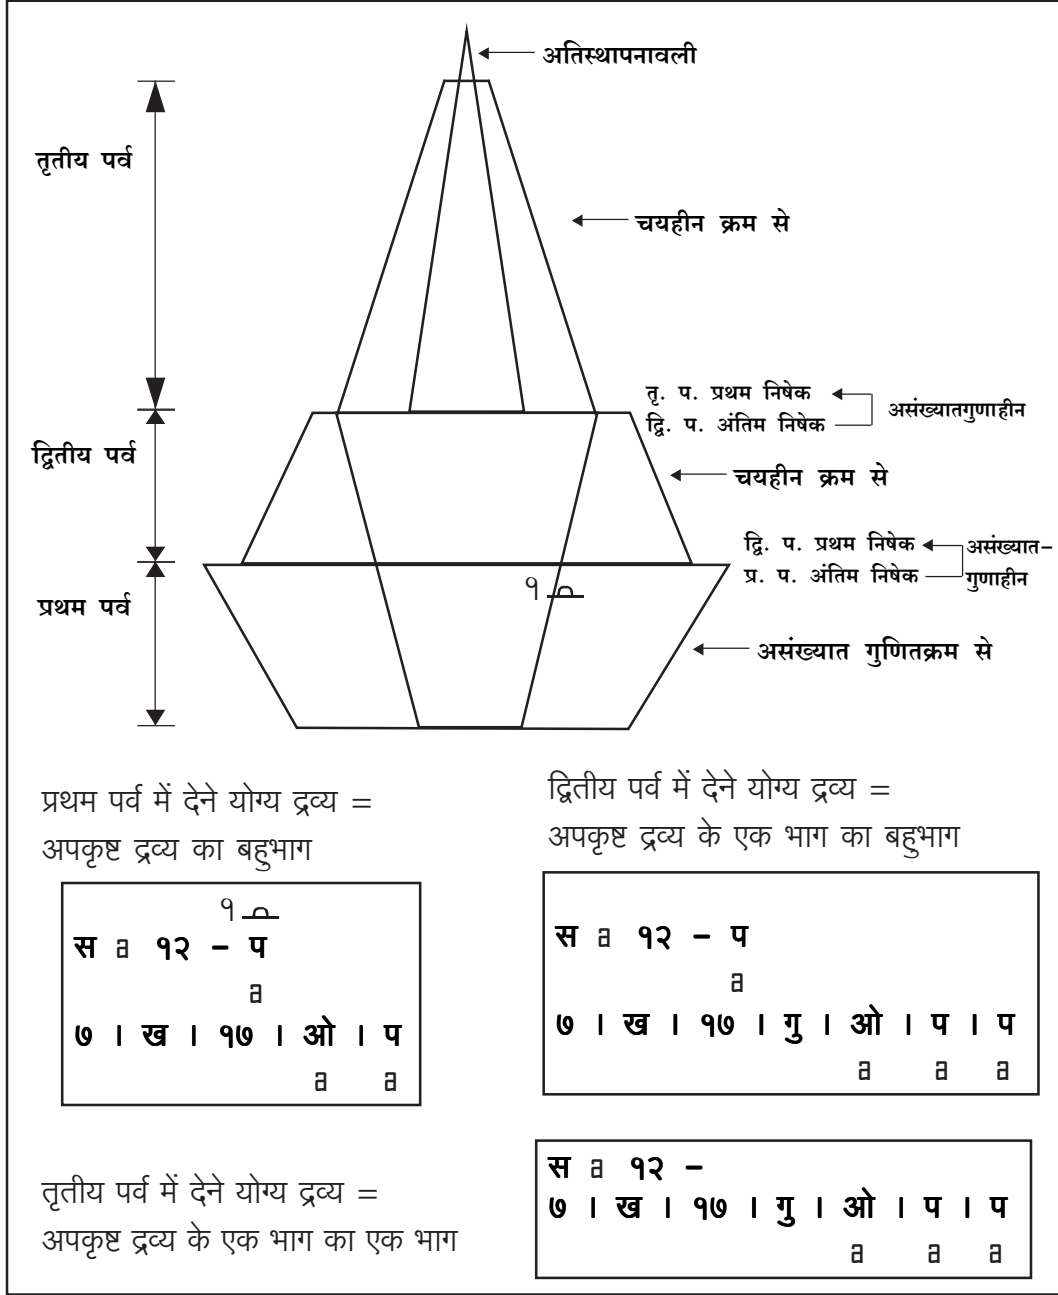 अतिस्थापनावली
तृतीय पर्व
चयहीन क्रम से
तृ. प. प्रथम निषेक
द्वि. प. अंतिम निषेक
असंख्यातगुणाहीन
द्वितीय पर्व
चयहीन क्रम से
द्वि. प. प्रथम निषेक
प्र. प. अंतिम निषेक
असंख्यात-
गुणाहीन
१
प्रथम पर्व
असंख्यात गुणितक्रम से
प्रथम पर्व में देने योग्य द्रव्य =
अपकृष्ट द्रव्य का बहुभाग
१
स a १२ - प
a
७ । ख । १७ । ओ । प
a a
द्वितीय पर्व में देने योग्य द्रव्य =
अपकृष्ट द्रव्य के एक भाग का बहुभाग
स a १२ - प
a
७ । ख । १७ । गु । ओ । प । प
a a a
तृतीय पर्व में देने योग्य द्रव्य =
अपकृष्ट द्रव्य के एक भाग का एक भाग
स a १२ -
७ । ख । १७ । गु । ओ । प । प
a a a